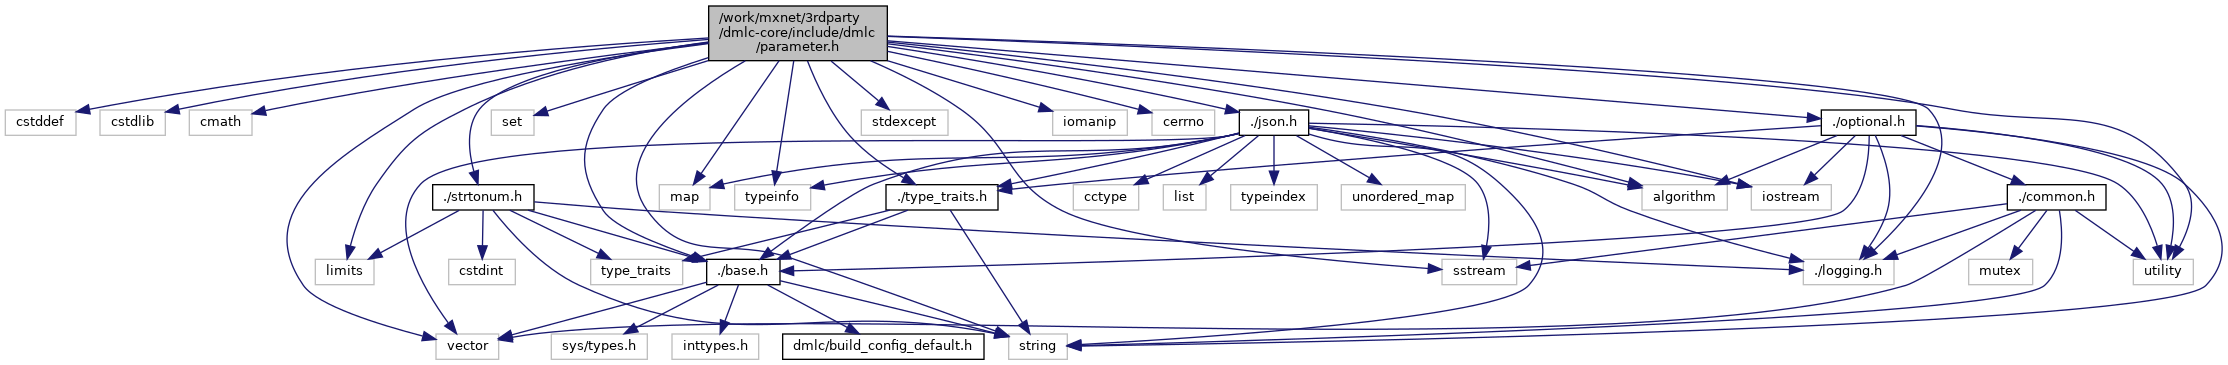 /work/mxnet/3rdparty
/dmlc-core/include/dmlc
/parameter.h
cstddef
cstdlib
cmath
set
stdexcept
iomanip
cerrno
./json.h
./optional.h
./strtonum.h
map
typeinfo
./type_traits.h
cctype
list
typeindex
unordered_map
algorithm
iostream
./common.h
limits
cstdint
type_traits
./base.h
sstream
./logging.h
mutex
utility
vector
sys/types.h
inttypes.h
dmlc/build_config_default.h
string